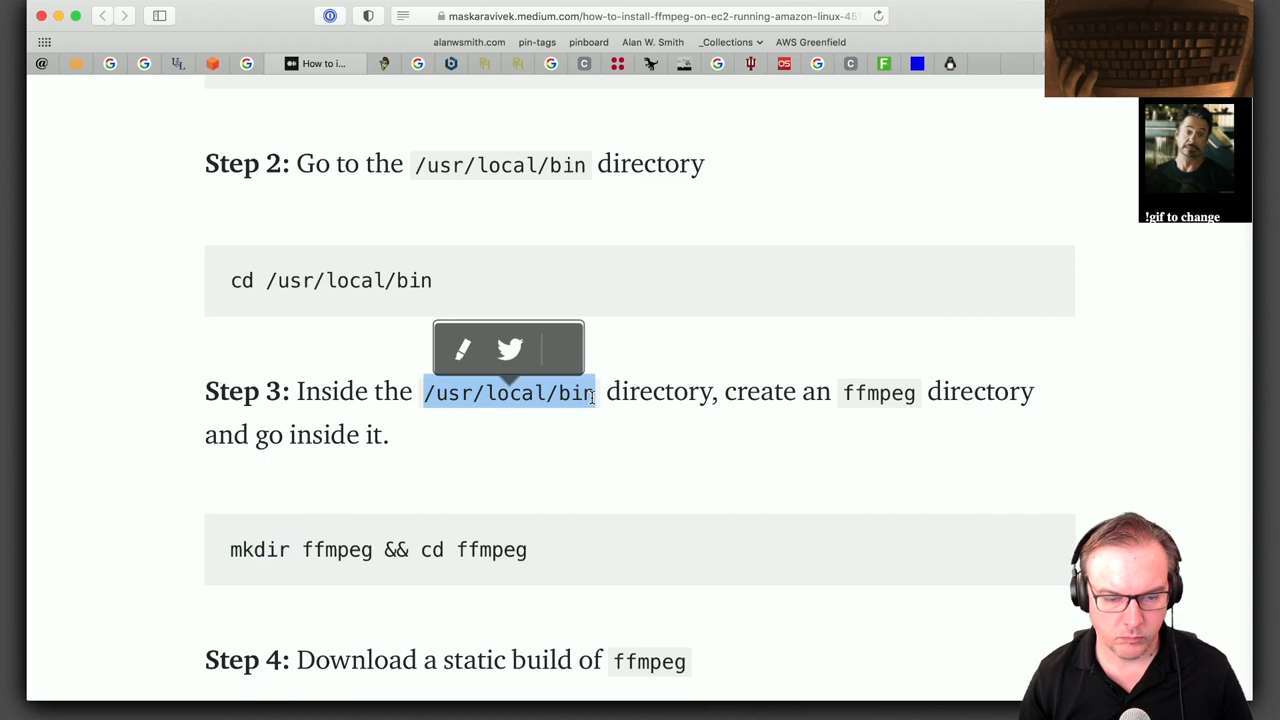 maskaravivek.medium.com/how-to-install-ffmpeg-on-ec2-running-amazon-linux-451
alanwsmith.com pin-tags pinboard Alan W. Smith _Collections AWS Greenfield
How to i...
Step 2: Go to the /usr/local/bin directory
cd /usr/local/bin
Step 3: Inside the /usr/local/bin directory, create an ffmpeg directory
and go inside it.
mkdir ffmpeg && cd ffmpeg
Step 4: Download a static build of ffmpeg
!gif to change